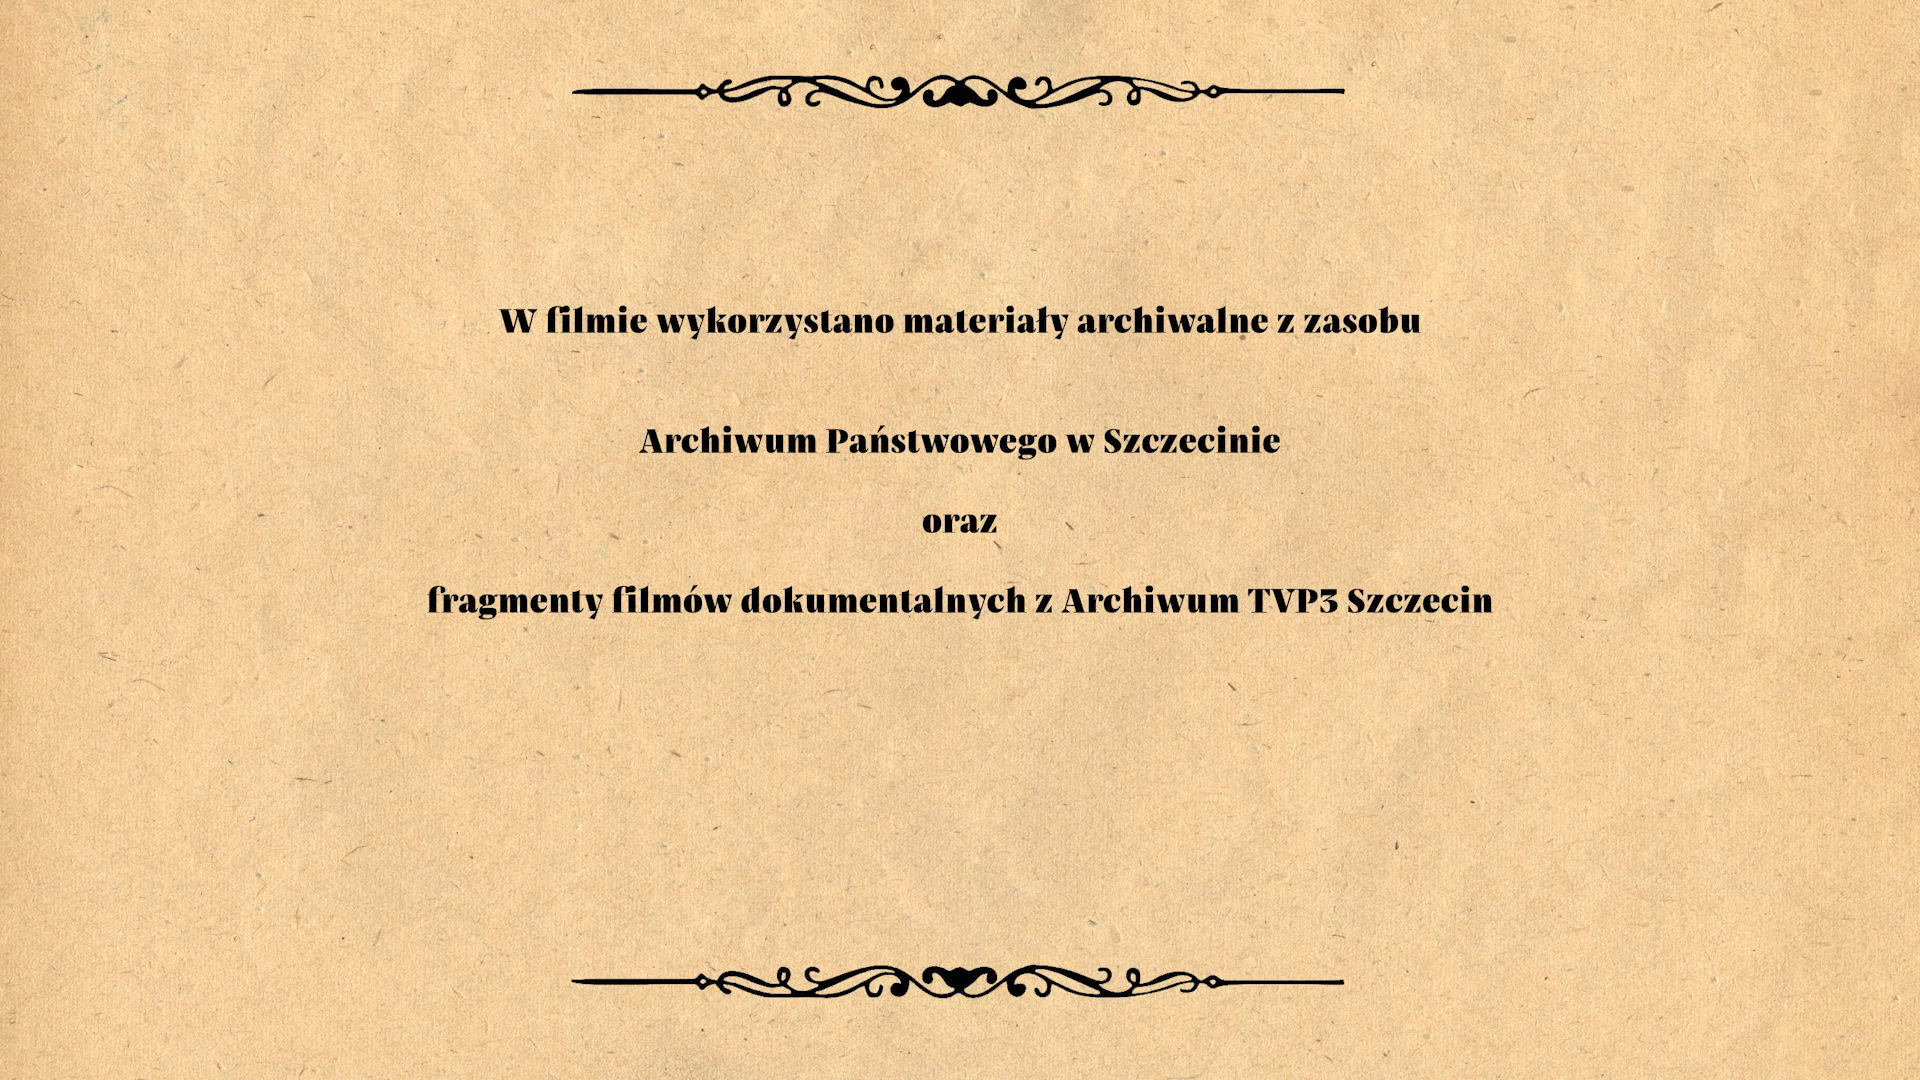 W filmie wykorzystano materiały archiwalne z zasobu
Archiwum Państwowego w Szczecinie
oraz
fragmenty filmów dokumentalnych z Archiwum TVP3 Szczecin